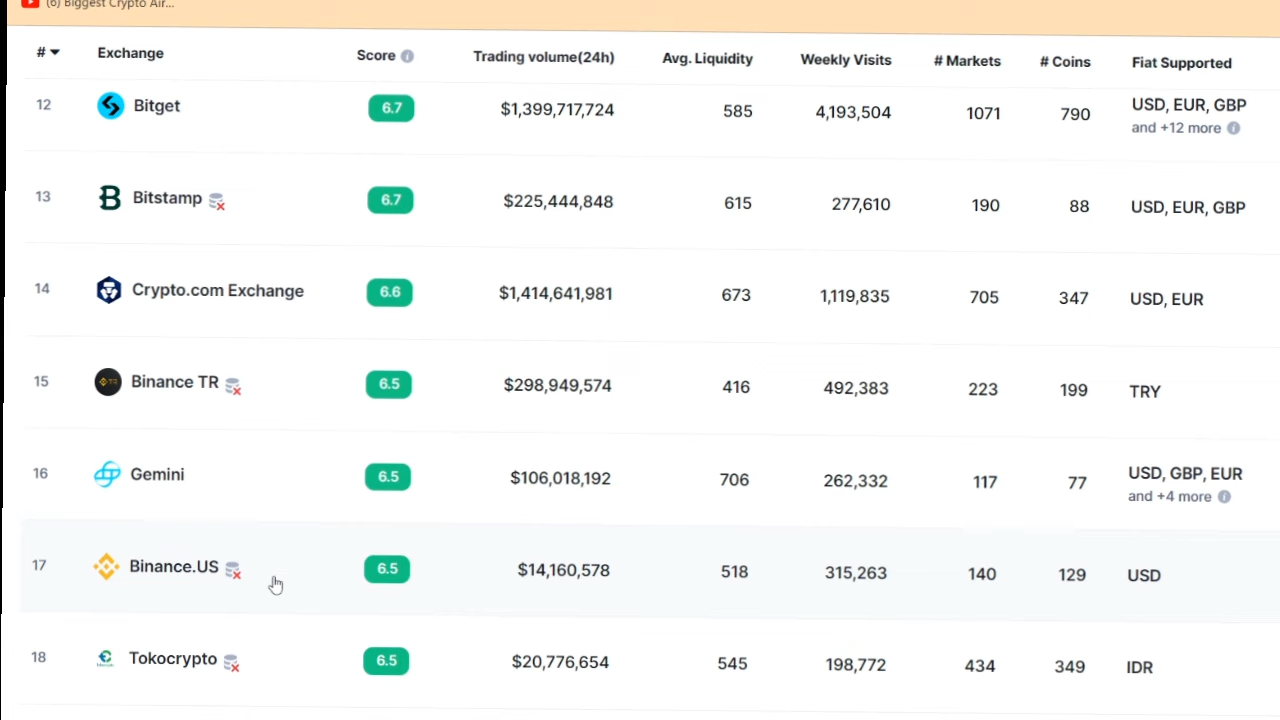 (6) Biggest Crypto Air...
# Exchange Score Trading volume(24h) Avg. Liquidity Weekly Visits # Markets # Coins Fiat Supported
12 Bitget 6.7 $1,399,717,724 585 4,193,504 1071 790 USD, EUR, GBP
and +12 more
13 Bitstamp 6.7 $225,444,848 615 277,610 190 88 USD, EUR, GBP
14 Crypto.com Exchange 6.6 $1,414,641,981 673 1,119,835 705 347 USD, EUR
15 Binance TR 6.5 $298,949,574 416 492,383 223 199 TRY
16 Gemini 6.5 $106,018,192 706 262,332 117 77 USD, GBP, EUR
and +4 more
17 Binance.US 6.5 $14,160,578 518 315,263 140 129 USD
18 Tokocrypto 6.5 $20,776,654 545 198,772 434 349 IDR